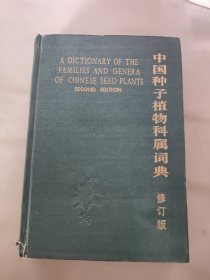 A DICTIONARY OF THE
FAMILIES AND GENERA
OF CHINESE SEED PLANTS
SECOND EDITION
中国种子植物科属词典
修订版